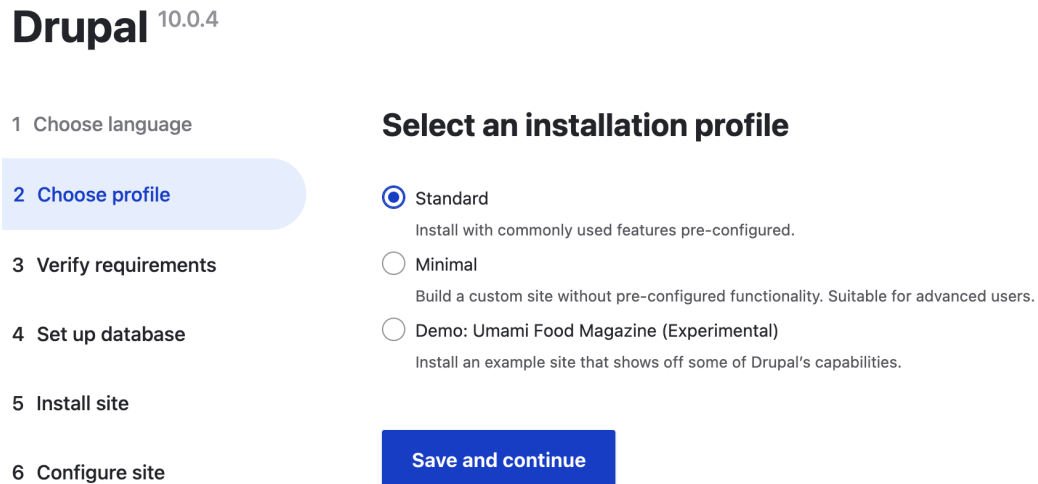 Drupal 10.0.4
1 Choose language
2 Choose profile
3 Verify requirements
4 Set up database
5 Install site
6 Configure site
Select an installation profile
Standard
Install with commonly used features pre-configured.
Minimal
Build a custom site without pre-configured functionality. Suitable for advanced users.
Demo: Umami Food Magazine (Experimental)
Install an example site that shows off some of Drupal's capabilities.
Save and continue